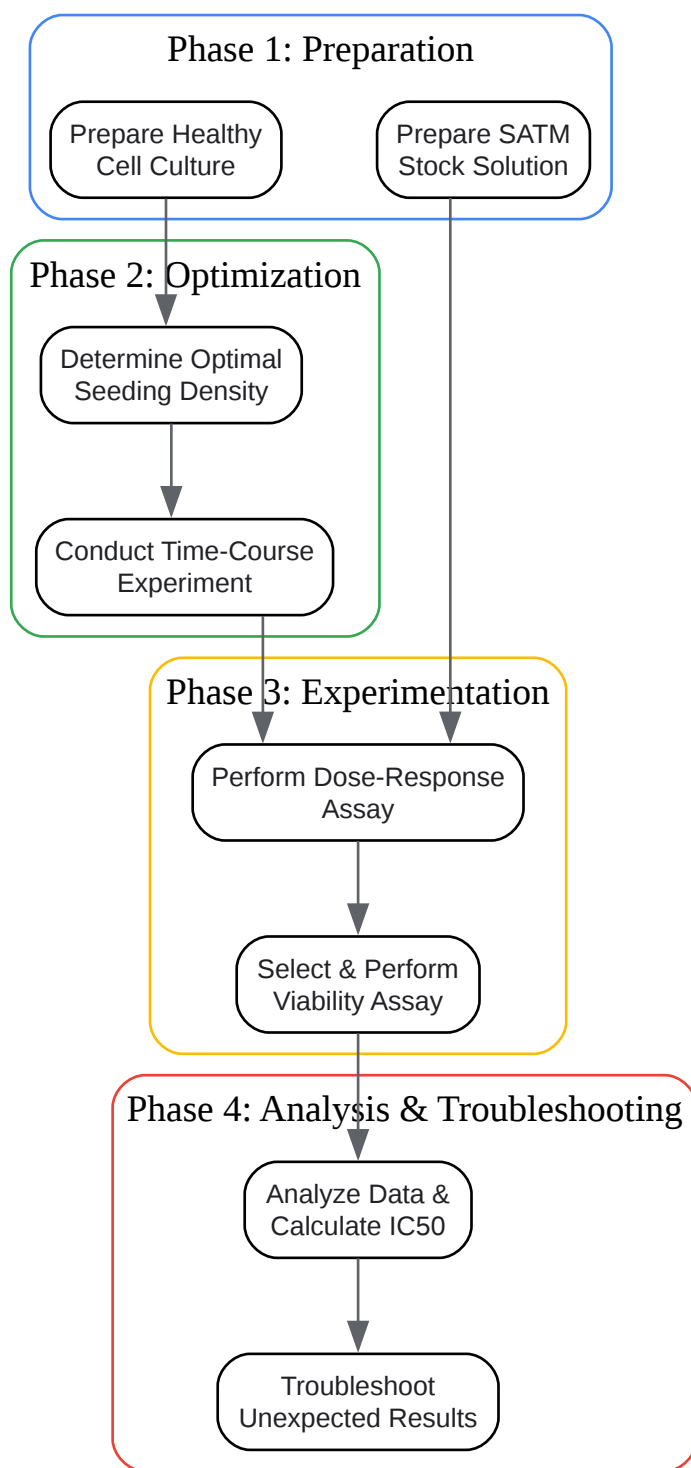 Phase 1: Preparation
Prepare Healthy
Cell Culture
Prepare SATM
Stock Solution
Phase 2: Optimization
Determine Optimal
Seeding Density
Conduct Time-Course
Experiment
Phase 3: Experimentation
Perform Dose-Response
Assay
Select & Perform
Viability Assay
Phase 4: Analysis & Troubleshooting
Analyze Data &
Calculate IC50
Troubleshoot
Unexpected Results